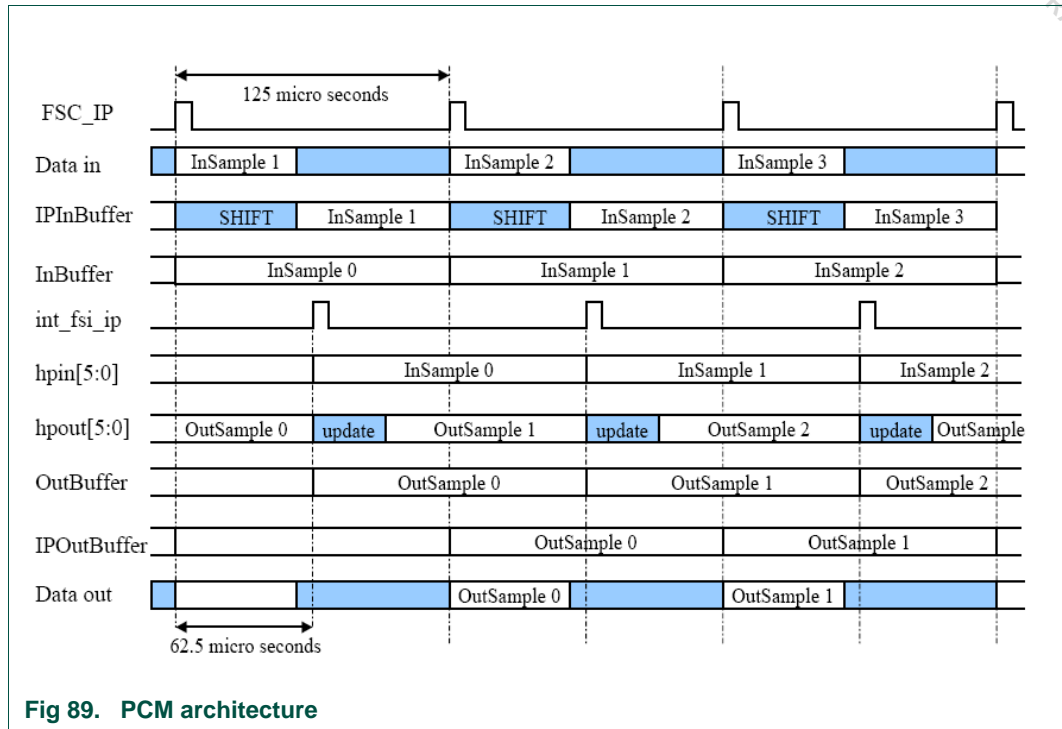 125 micro seconds
FSC_IP
Data in InSample 1 InSample 2 InSample 3
IPInBuffer SHIFT InSample 1 SHIFT InSample 2 SHIFT InSample 3
InBuffer InSample 0 InSample 1 InSample 2
int_fsi_ip
hpin[5:0] InSample 0 InSample 1 InSample 2
hpout[5:0] OutSample 0 update OutSample 1 update OutSample 2 update OutSample
OutBuffer OutSample 0 OutSample 1 OutSample 2
IPOutBuffer OutSample 0 OutSample 1
Data out OutSample 0 OutSample 1
62.5 micro seconds
Fig 89. PCM architecture